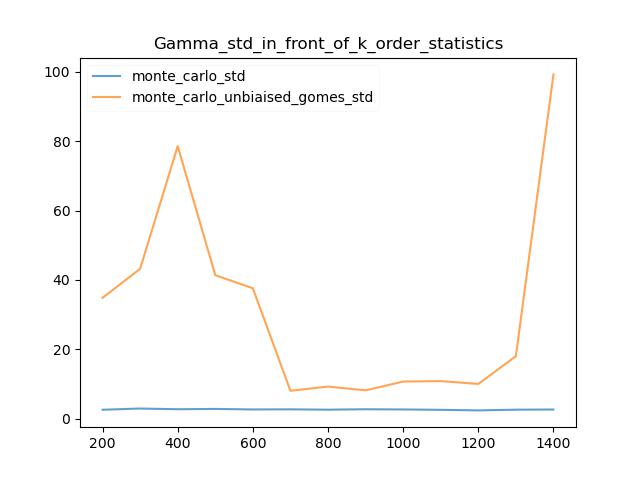 Gamma_std_in_front_of_k_order_statistics
monte_carlo_std
monte_carlo_unbiaised_gomes_std
100
80
60
40
20
0
200 400 600 800 1000 1200 1400